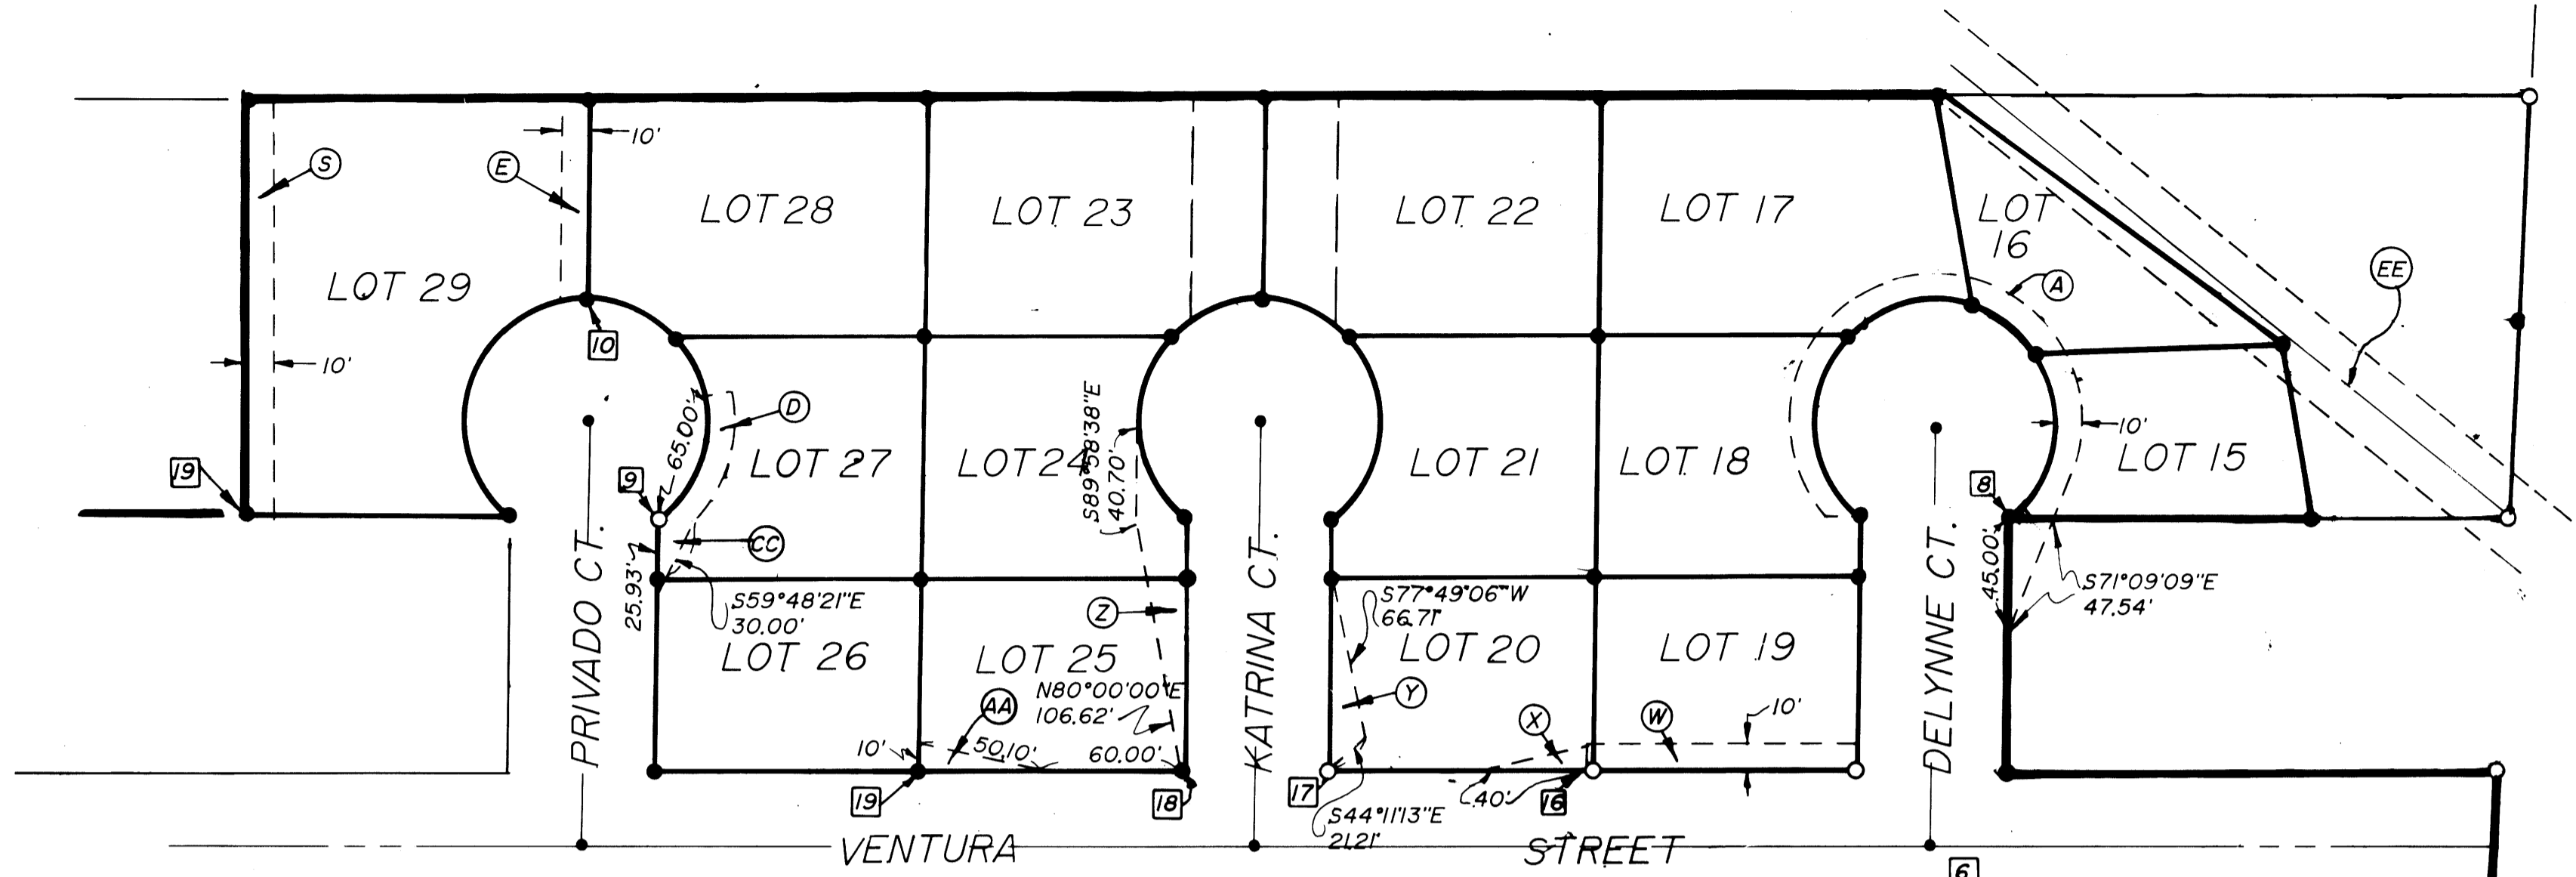 10'
S
E
LOT 28
LOT 23
LOT 22
LOT 17
LOT
16
EE
A
LOT 29
10
10'
D
65.00'
10'
LOT 27
LOT 24
S89°58'38"E
40.70'
LOT 21
LOT 18
LOT 15
19
9
8
CC
25.93'
S59°48'21"E
30.00'
PRIVADO CT.
Z
KATRINA CT.
S77°49'06"W
66.71'
DELYNNE CT.
45.00'
S71°09'09"E
47.54'
LOT 26
LOT 25
LOT 20
LOT 19
N80°00'00"E
106.62'
AA
Y
X
W
10'
10'
50.10'
60.00'
19
18
17
40'
16
S44°11'13"E
21.21'
VENTURA STREET
6